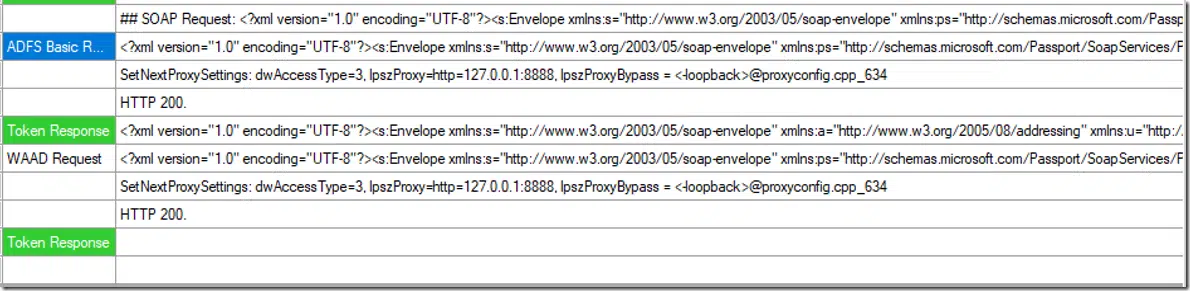 ## SOAP Request: <?xml version="1.0" encoding="UTF-8"?><s:Envelope xmlns:s="http://www.w3.org/2003/05/soap-envelope" xmlns:ps="http://schemas.microsoft.com/Passp
ADFS Basic R... <?xml version="1.0" encoding="UTF-8"?><s:Envelope xmlns:s="http://www.w3.org/2003/05/soap-envelope" xmlns:ps="http://schemas.microsoft.com/Passport/SoapServices/F
SetNextProxySettings: dwAccessType=3, lpszProxy=http=127.0.0.1:8888, lpszProxyBypass = <-loopback>@proxyconfig.cpp_634
HTTP 200.
Token Response <?xml version="1.0" encoding="UTF-8"?><s:Envelope xmlns:s="http://www.w3.org/2003/05/soap-envelope" xmlns:a="http://www.w3.org/2005/08/addressing" xmlns:u="http:/
WAAD Request <?xml version="1.0" encoding="UTF-8"?><s:Envelope xmlns:s="http://www.w3.org/2003/05/soap-envelope" xmlns:ps="http://schemas.microsoft.com/Passport/SoapServices/F
SetNextProxySettings: dwAccessType=3, lpszProxy=http=127.0.0.1:8888, lpszProxyBypass = <-loopback>@proxyconfig.cpp_634
HTTP 200.
Token Response